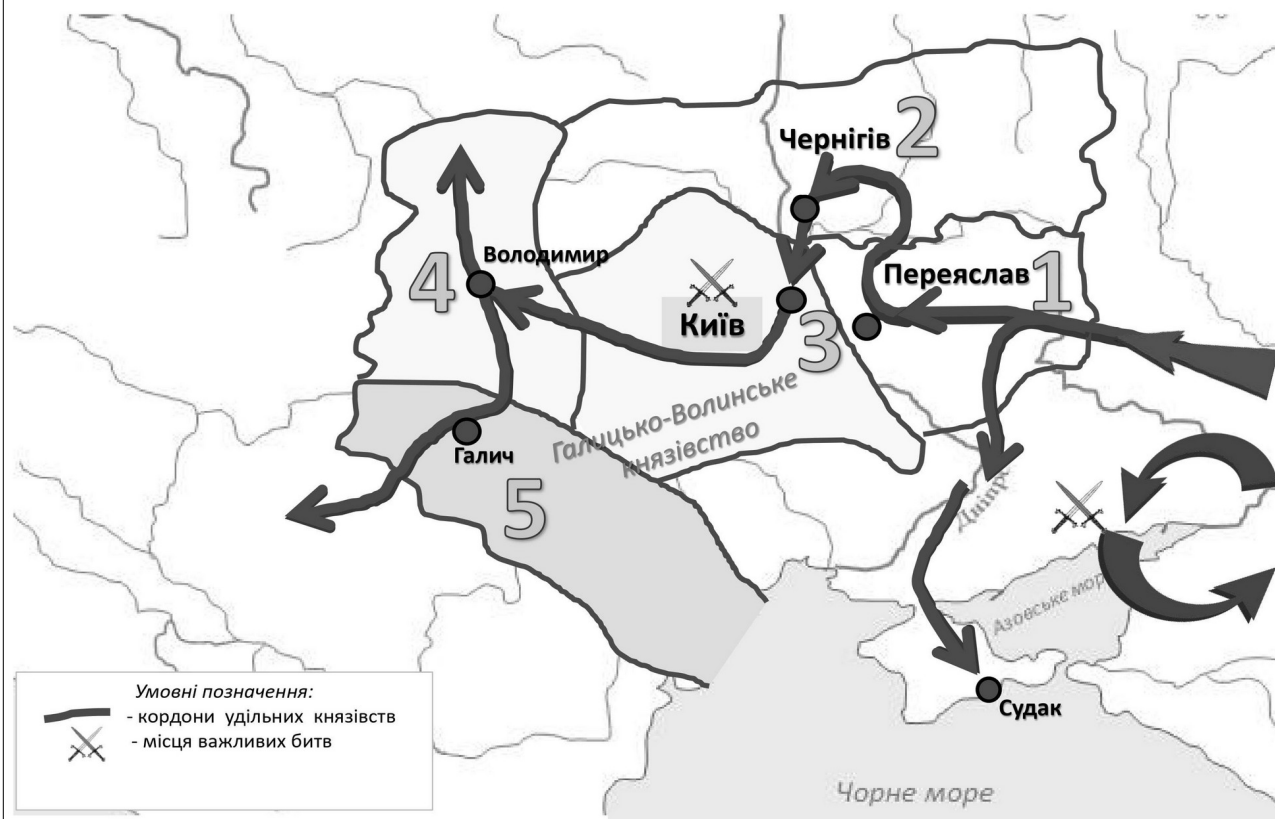 Чернігів
2
Володимир
4
Переяслав
1
Київ
3
Галицько-Волинське
князівство
Галич
5
Дніпр
Азовське мор
Судак
Умовні позначення:
- кордони удільних князівств
- місця важливих битв
Чорне море